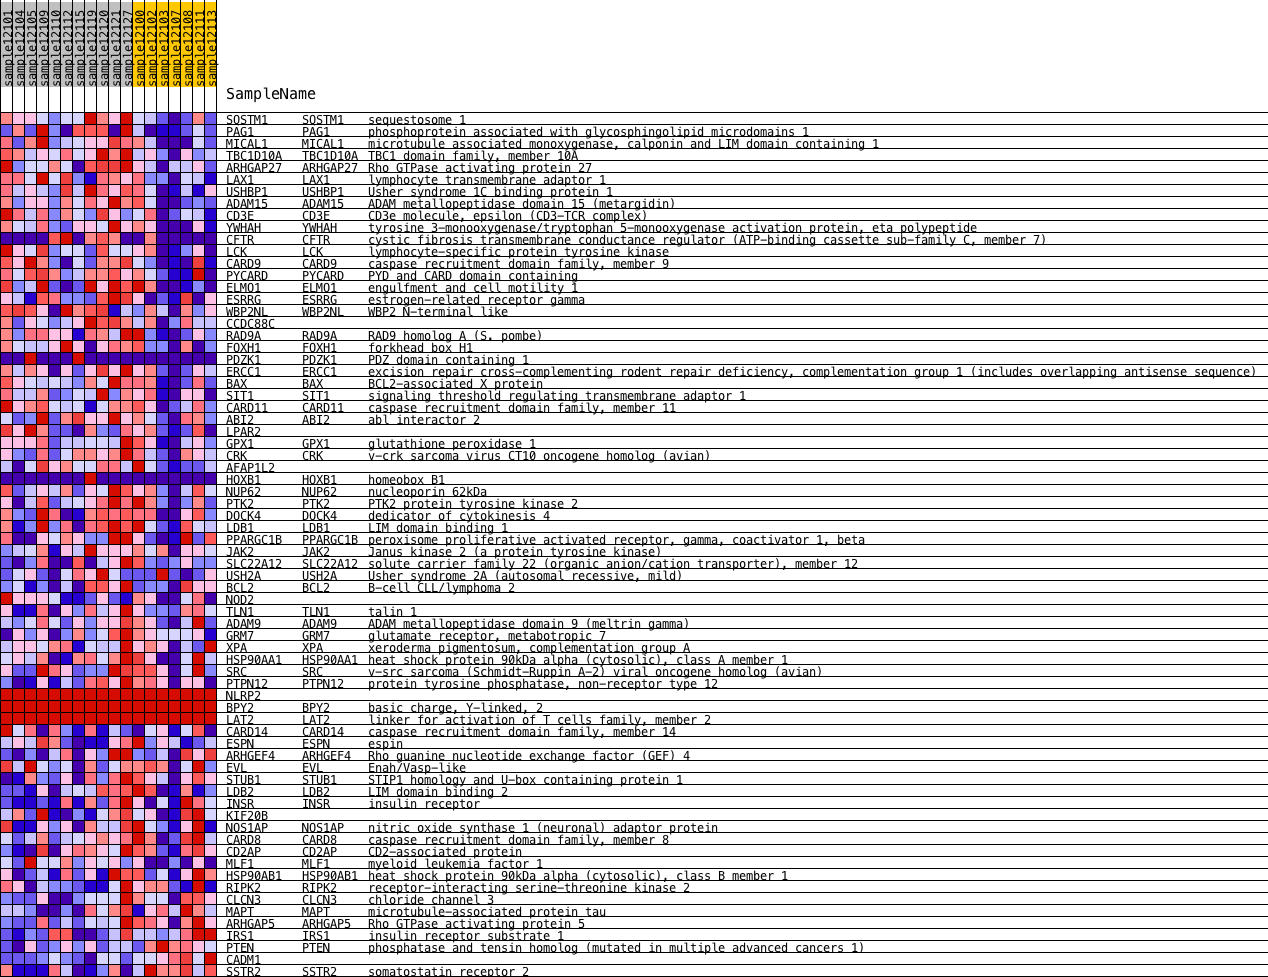 sample12101 sample12104 sample12105 sample12109 sample12110 sample12112 sample12115 sample12119 sample12120 sample12121 sample12127 sample12100 sample12102 sample12103 sample12107 sample12108 sample12111 sample12113
SampleName
SQSTM1 SQSTM1 sequestosome 1
PAG1 PAG1 phosphoprotein associated with glycosphingolipid microdomains 1
MICAL1 MICAL1 microtubule associated monoxygenase, calponin and LIM domain containing 1
TBC1D10A TBC1D10A TBC1 domain family, member 10A
ARHGAP27 ARHGAP27 Rho GTPase activating protein 27
LAX1 LAX1 lymphocyte transmembrane adaptor 1
USHBP1 USHBP1 Usher syndrome 1C binding protein 1
ADAM15 ADAM15 ADAM metallopeptidase domain 15 (metargidin)
CD3E CD3E CD3e molecule, epsilon (CD3-TCR complex)
YWHAH YWHAH tyrosine 3-monooxygenase/tryptophan 5-monooxygenase activation protein, eta polypeptide
CFTR CFTR cystic fibrosis transmembrane conductance regulator (ATP-binding cassette sub-family C, member 7)
LCK LCK lymphocyte-specific protein tyrosine kinase
CARD9 CARD9 caspase recruitment domain family, member 9
PYCARD PYCARD PYD and CARD domain containing
ELMO1 ELMO1 engulfment and cell motility 1
ESRRG ESRRG estrogen-related receptor gamma
WBP2NL WBP2NL WBP2 N-terminal like
CCDC88C
RAD9A RAD9A RAD9 homolog A (S. pombe)
FOXH1 FOXH1 forkhead box H1
PDZK1 PDZK1 PDZ domain containing 1
ERCC1 ERCC1 excision repair cross-complementing rodent repair deficiency, complementation group 1 (includes overlapping antisense sequence)
BAX BAX BCL2-associated X protein
SIT1 SIT1 signaling threshold regulating transmembrane adaptor 1
CARD11 CARD11 caspase recruitment domain family, member 11
ABI2 ABI2 abl interactor 2
LPAR2
GPX1 GPX1 glutathione peroxidase 1
CRK CRK v-crk sarcoma virus CT10 oncogene homolog (avian)
AFAP1L2
HOXB1 HOXB1 homeobox B1
NUP62 NUP62 nucleoporin 62kDa
PTK2 PTK2 PTK2 protein tyrosine kinase 2
DOCK4 DOCK4 dedicator of cytokinesis 4
LDB1 LDB1 LIM domain binding 1
PPARGC1B PPARGC1B peroxisome proliferative activated receptor, gamma, coactivator 1, beta
JAK2 JAK2 Janus kinase 2 (a protein tyrosine kinase)
SLC22A12 SLC22A12 solute carrier family 22 (organic anion/cation transporter), member 12
USH2A USH2A Usher syndrome 2A (autosomal recessive, mild)
BCL2 BCL2 B-cell CLL/lymphoma 2
NOD2
TLN1 TLN1 talin 1
ADAM9 ADAM9 ADAM metallopeptidase domain 9 (meltrin gamma)
GRM7 GRM7 glutamate receptor, metabotropic 7
XPA XPA xeroderma pigmentosum, complementation group A
HSP90AA1 HSP90AA1 heat shock protein 90kDa alpha (cytosolic), class A member 1
SRC SRC v-src sarcoma (Schmidt-Ruppin A-2) viral oncogene homolog (avian)
PTPN12 PTPN12 protein tyrosine phosphatase, non-receptor type 12
NLRP2
BPY2 BPY2 basic charge, Y-linked, 2
LAT2 LAT2 linker for activation of T cells family, member 2
CARD14 CARD14 caspase recruitment domain family, member 14
ESPN ESPN espin
ARHGEF4 ARHGEF4 Rho guanine nucleotide exchange factor (GEF) 4
EVL EVL Enah/Vasp-like
STUB1 STUB1 STIP1 homology and U-box containing protein 1
LDB2 LDB2 LIM domain binding 2
INSR INSR insulin receptor
KIF20B
NOS1AP NOS1AP nitric oxide synthase 1 (neuronal) adaptor protein
CARD8 CARD8 caspase recruitment domain family, member 8
CD2AP CD2AP CD2-associated protein
MLF1 MLF1 myeloid leukemia factor 1
HSP90AB1 HSP90AB1 heat shock protein 90kDa alpha (cytosolic), class B member 1
RIPK2 RIPK2 receptor-interacting serine-threonine kinase 2
CLCN3 CLCN3 chloride channel 3
MAPT MAPT microtubule-associated protein tau
ARHGAP5 ARHGAP5 Rho GTPase activating protein 5
IRS1 IRS1 insulin receptor substrate 1
PTEN PTEN phosphatase and tensin homolog (mutated in multiple advanced cancers 1)
CADM1
SSTR2 SSTR2 somatostatin receptor 2